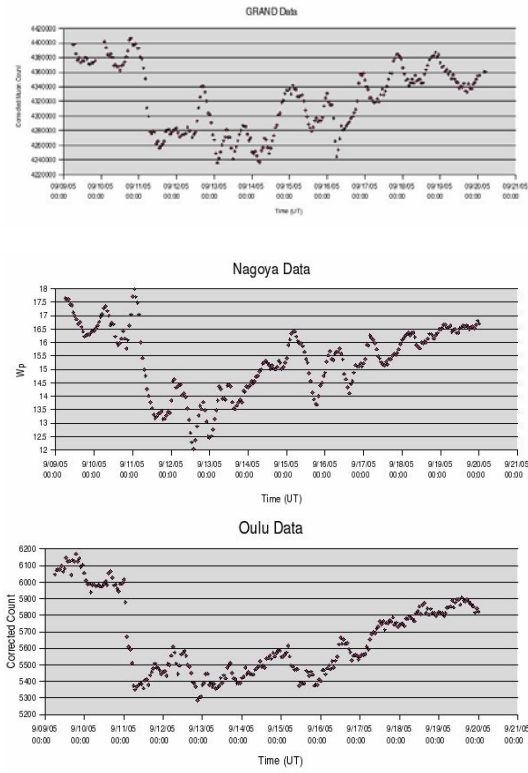 GRAND Data
Corrected Muon Count
4420000
4400000
4380000
4360000
4340000
4320000
4300000
4280000
4260000
4240000
4220000
09/09/05 09/10/05 09/11/05 09/12/05 09/13/05 09/14/05 09/15/05 09/16/05 09/17/05 09/18/05 09/19/05 09/20/05 09/21/05
00:00 00:00 00:00 00:00 00:00 00:00 00:00 00:00 00:00 00:00 00:00 00:00 00:00
Time (UT)
Nagoya Data
Wp
18
17.5
17
16.5
16
15.5
15
14.5
14
13.5
13
12.5
12
9/9/05 9/10/05 9/11/05 9/12/05 9/13/05 9/14/05 9/15/05 9/16/05 9/17/05 9/18/05 9/19/05 9/20/05 9/21/05
00:00 00:00 00:00 00:00 00:00 00:00 00:00 00:00 00:00 00:00 00:00 00:00 00:00
Time (UT)
Oulu Data
Corrected Count
6200
6100
6000
5900
5800
5700
5600
5500
5400
5300
5200
9/09/05 9/10/05 9/11/05 9/12/05 9/13/05 9/14/05 9/15/05 9/16/05 9/17/05 9/18/05 9/19/05 9/20/05 9/21/05
00:00 00:00 00:00 00:00 00:00 00:00 00:00 00:00 00:00 00:00 00:00 00:00 00:00
Time (UT)